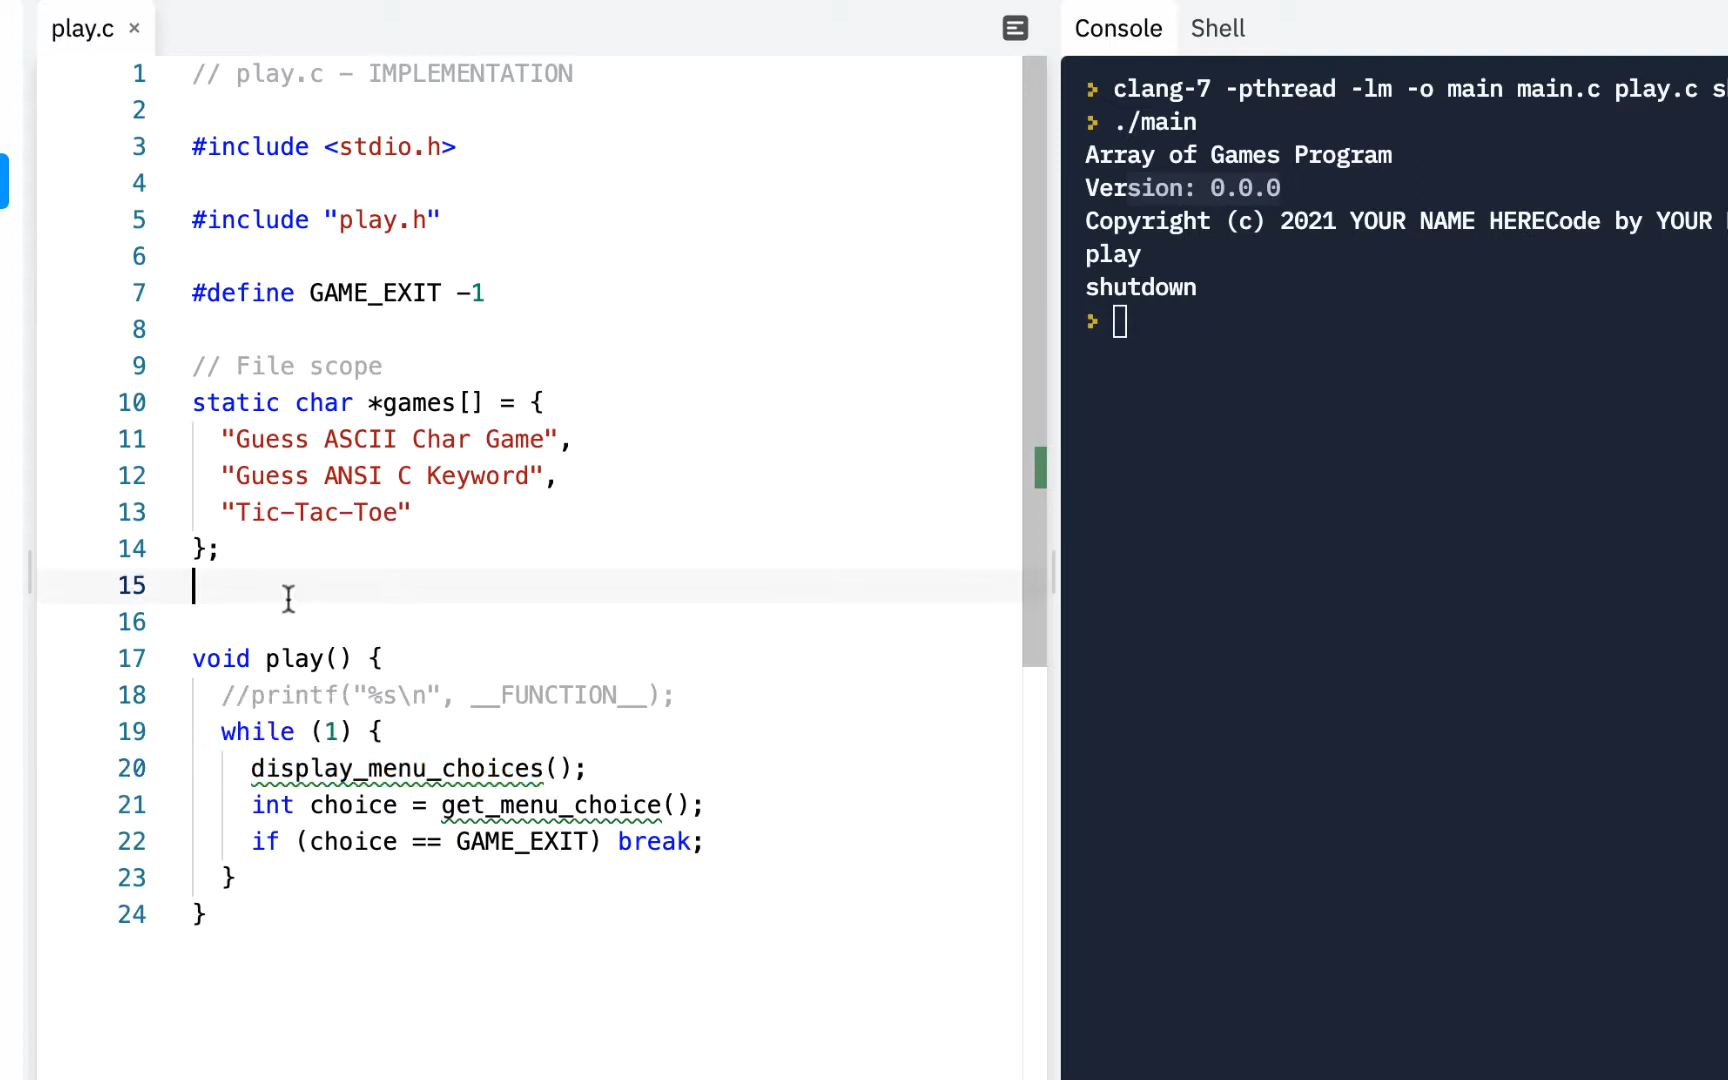 play.c ×
1 // play.c - IMPLEMENTATION
2
3 #include <stdio.h>
4
5 #include "play.h"
6
7 #define GAME_EXIT -1
8
9 // File scope
10 static char *games[] = {
11 "Guess ASCII Char Game",
12 "Guess ANSI C Keyword",
13 "Tic-Tac-Toe"
14 };
15
16
17 void play() {
18 //printf("%s\n", __FUNCTION__);
19 while (1) {
20 display_menu_choices();
21 int choice = get_menu_choice();
22 if (choice == GAME_EXIT) break;
23 }
24 }
Console Shell
clang-7 -pthread -lm -o main main.c play.c
./main
Array of Games Program
Version: 0.0.0
Copyright (c) 2021 YOUR NAME HERECode by YOUR
play
shutdown